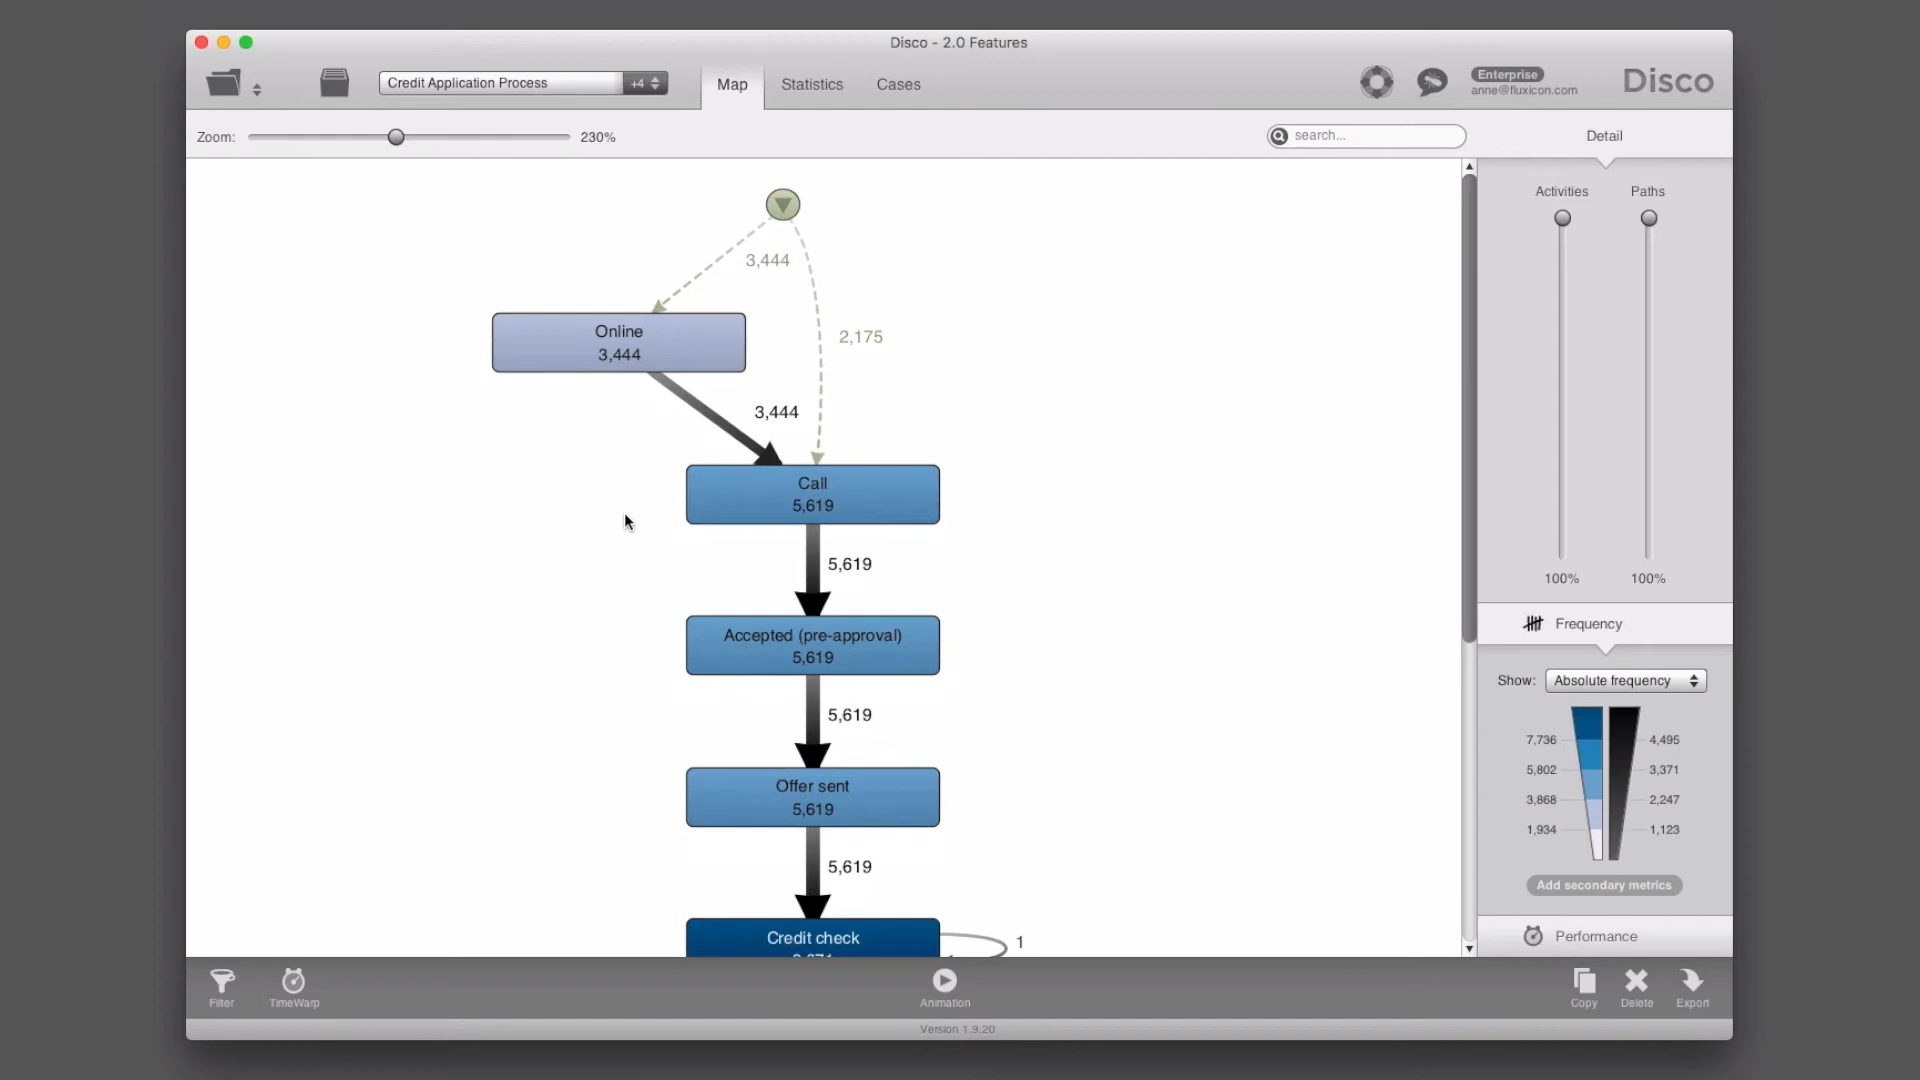 Disco - 2.0 Features
Credit Application Process
+4
Map
Statistics
Cases
Enterprise
anne@fluxicon.com
Disco
Zoom:
230%
search...
Detail
3,444
2,175
Online
3,444
3,444
Call
5,619
5,619
Accepted (pre-approval)
5,619
5,619
Offer sent
5,619
5,619
Credit check
1
Activities
Paths
100%
100%
Frequency
Show:
Absolute frequency
7,736
4,495
5,802
3,371
3,868
2,247
1,934
1,123
Add secondary metrics
Performance
Filter
TimeWarp
Animation
Copy
Delete
Export
Version 1.9.20